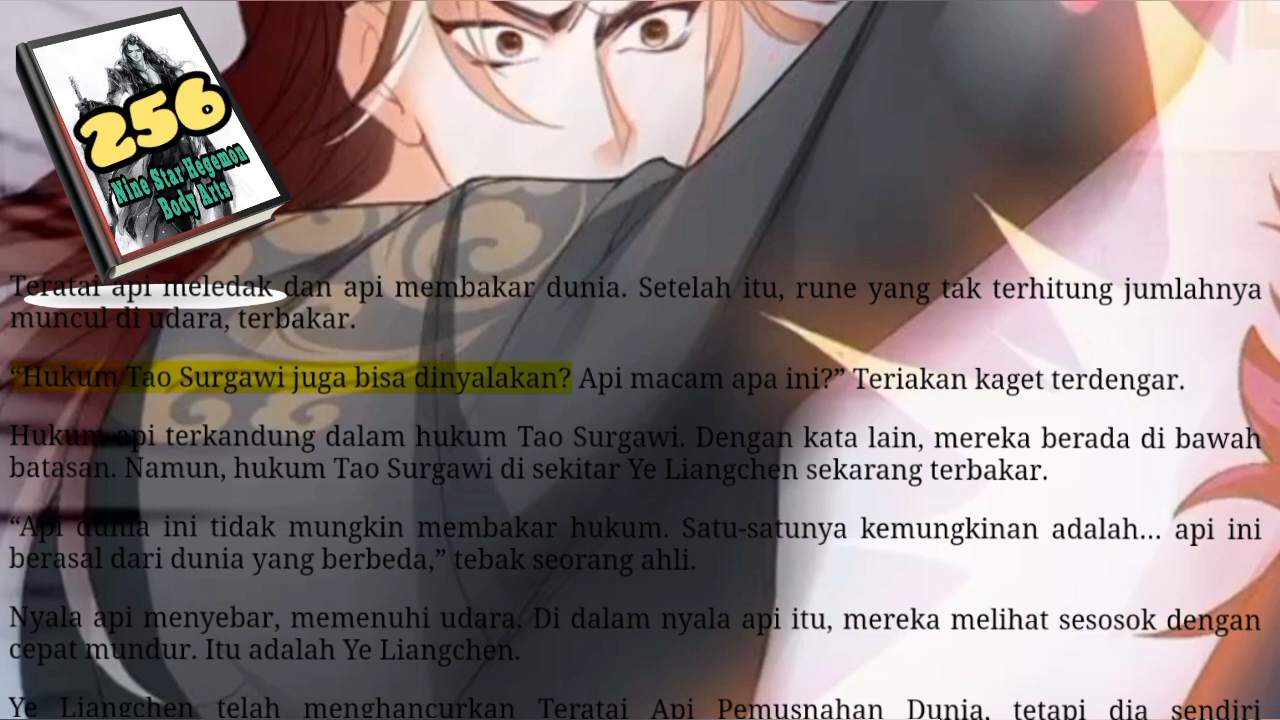 256
Nine Star Hegemon
Body Arts
Teratai api meledak dan api membakar dunia. Setelah itu, rune yang tak terhitung jumlahnya
muncul di udara, terbakar.
“Hukum Tao Surgawi juga bisa dinyalakan? Api macam apa ini?” Teriakan kaget terdengar.
Hukum api terkandung dalam hukum Tao Surgawi. Dengan kata lain, mereka berada di bawah
batasan. Namun, hukum Tao Surgawi di sekitar Ye Liangchen sekarang terbakar.
“Api dunia ini tidak mungkin membakar hukum. Satu-satunya kemungkinan adalah… api ini
berasal dari dunia yang berbeda,” tebak seorang ahli.
Nyala api menyebar, memenuhi udara. Di dalam nyala api itu, mereka melihat sesosok dengan
cepat mundur. Itu adalah Ye Liangchen.
Ye Liangchen telah menghancurkan Teratai Api Pemusnahan Dunia, tetapi dia sendiri